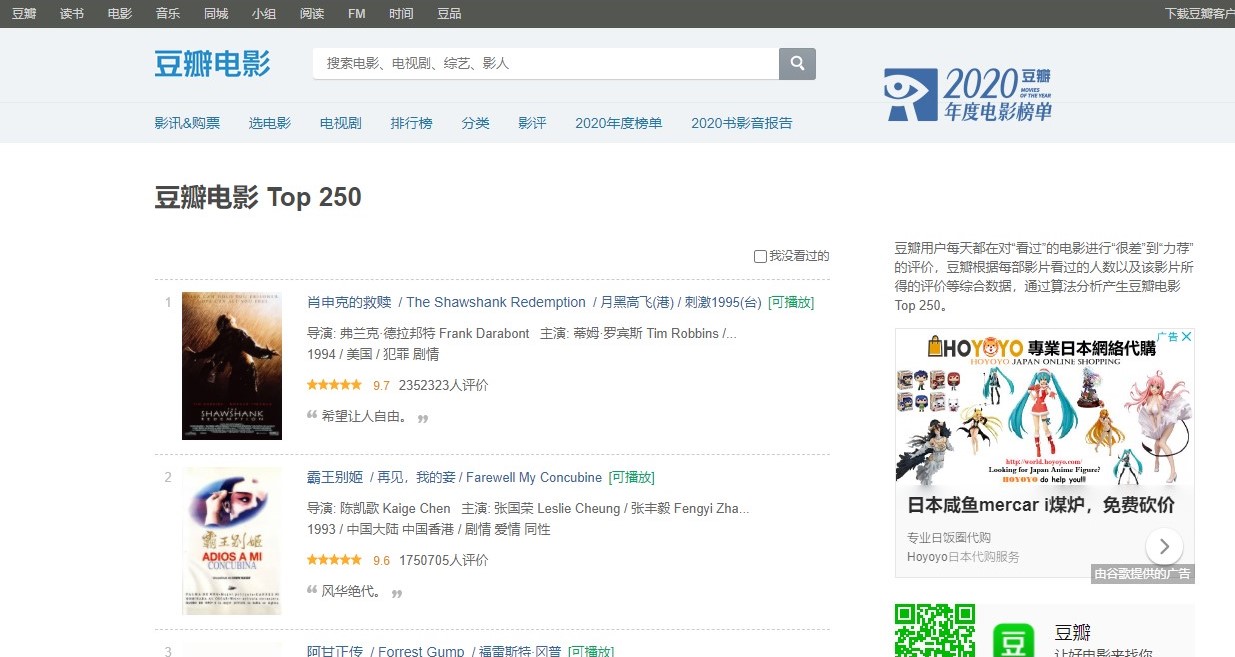 豆瓣 读书 电影 音乐 同城 小组 阅读 FM 时间 豆品 下载豆瓣客户
豆瓣电影
搜索电影、电视剧、综艺、影人
2020 豆瓣
MOVIES OF THE YEAR
年度电影榜单
影讯&购票 选电影 电视剧 排行榜 分类 影评 2020年度榜单 2020书影音报告
豆瓣电影 Top 250
我没看过的
1
肖申克的救赎 / The Shawshank Redemption / 月黑高飞(港) / 刺激1995(台) [可播放]
导演: 弗兰克·德拉邦特 Frank Darabont 主演: 蒂姆·罗宾斯 Tim Robbins /...
1994 / 美国 / 犯罪 剧情
9.7 2352323人评价
“ 希望让人自由。 ”
SHAWSHANK
REDEMPTION
2
霸王别姬 / 再见，我的妾 / Farewell My Concubine [可播放]
导演: 陈凯歌 Kaige Chen 主演: 张国荣 Leslie Cheung / 张丰毅 Fengyi Zha...
1993 / 中国大陆 中国香港 / 剧情 爱情 同性
9.6 1750705人评价
“ 风华绝代。 ”
霸王别姬
ADIOS A MI
CONCUBINA
3
阿甘正传 / Forrest Gump / 福雷斯特·冈普 [可播放]
豆瓣用户每天都在对“看过”的电影进行“很差”到“力荐”
的评价，豆瓣根据每部影片看过的人数以及该影片所
得的评价等综合数据，通过算法分析产生豆瓣电影
Top 250。
广告
HOYOYO 專業日本網絡代購
HOYOYO JAPAN ONLINE SHOPPING
http://world.hoyoyo.com/
Looking for Japan Anime Figure?
HOYOYO do help you!!!
日本咸鱼mercar i煤炉，免费砍价
专业日饭圈代购
Hoyoyo日本代购服务
由谷歌提供的广告
豆
豆瓣
让好电影来找你